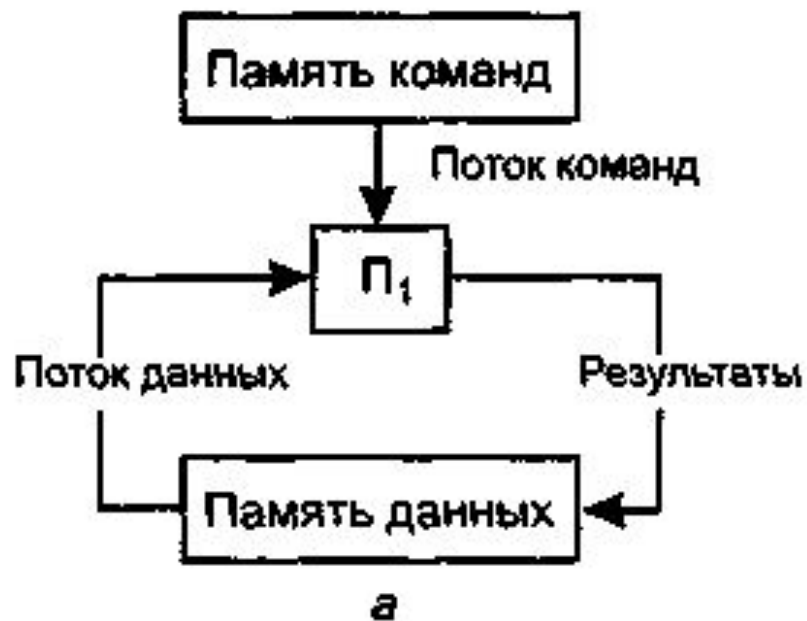 Память команд
Поток команд
П₁
Поток данных
Результаты
Память данных
а